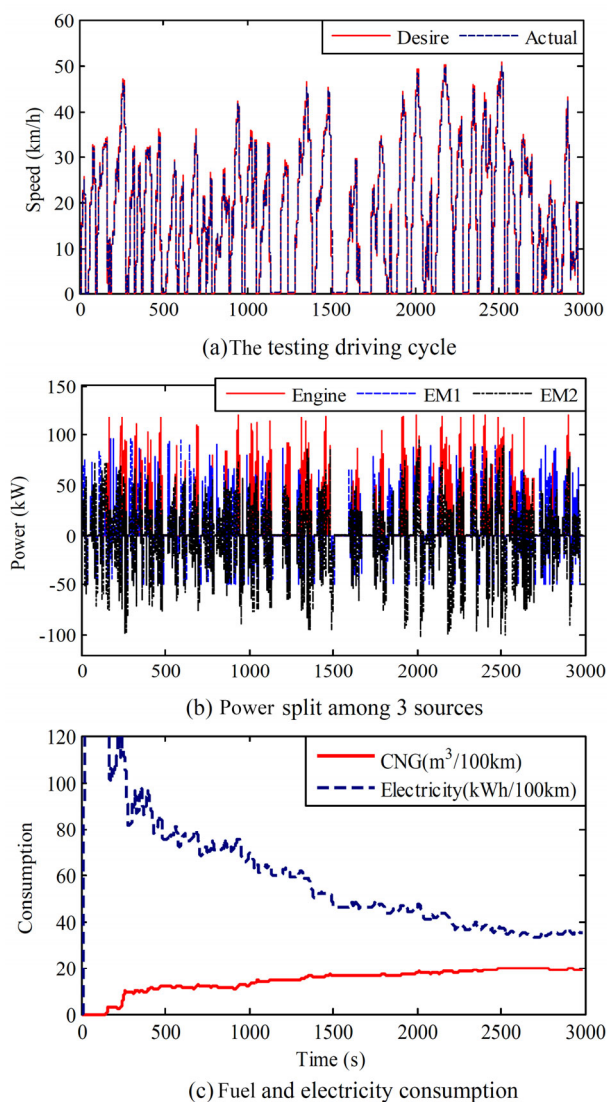 60
Desire
Actual
50
40
30
20
10
0
Speed (km/h)
0 500 1000 1500 2000 2500 3000
(a)The testing driving cycle
150
Engine
EM1
EM2
100
50
0
-50
-100
Power (kW)
0 500 1000 1500 2000 2500 3000
(b) Power split among 3 sources
120
CNG(m³/100km)
100
Electricity(kWh/100km)
80
60
40
20
0
Consumption
0 500 1000 1500 2000 2500 3000
Time (s)
(c) Fuel and electricity consumption